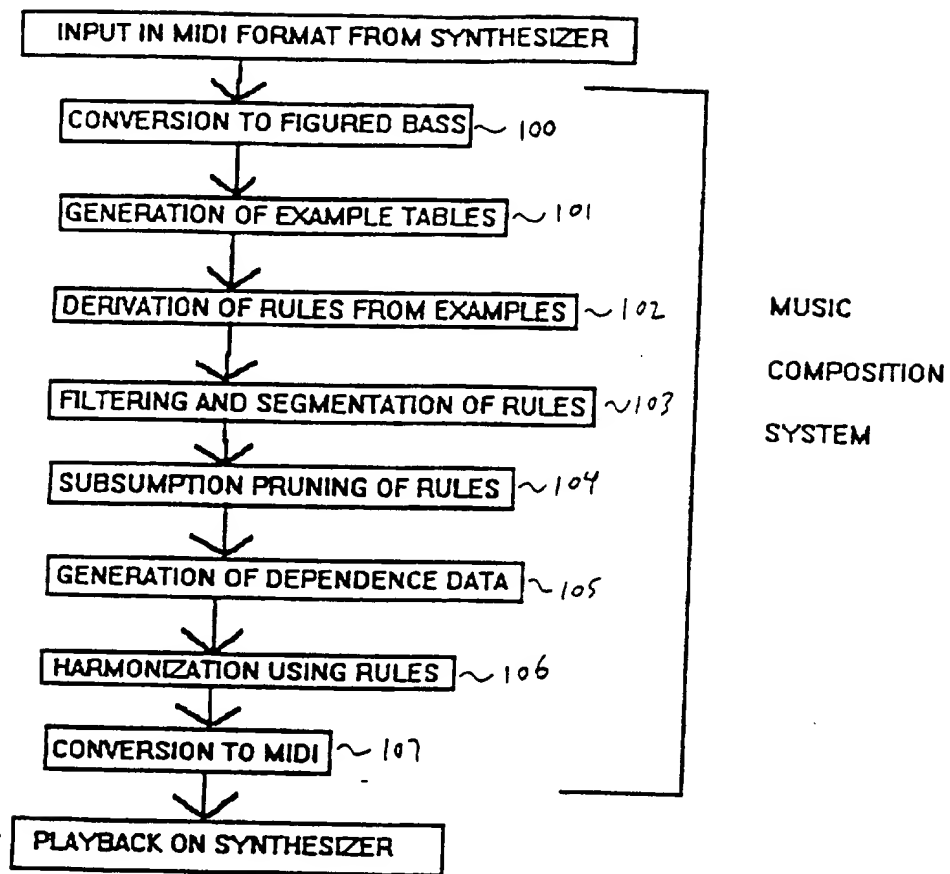 INPUT IN MIDI FORMAT FROM SYNTHESIZER
CONVERSION TO FIGURED BASS ~ 100
GENERATION OF EXAMPLE TABLES ~ 101
DERIVATION OF RULES FROM EXAMPLES ~ 102
FILTERING AND SEGMENTATION OF RULES ~ 103
SUBSUMPTION PRUNING OF RULES ~ 104
GENERATION OF DEPENDENCE DATA ~ 105
HARMONIZATION USING RULES ~ 106
CONVERSION TO MIDI ~ 107
PLAYBACK ON SYNTHESIZER
MUSIC
COMPOSITION
SYSTEM